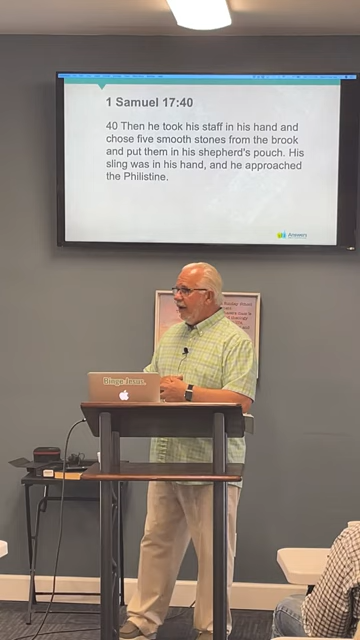 1 Samuel 17:40
40 Then he took his staff in his hand and
chose five smooth stones from the brook
and put them in his shepherd's pouch. His
sling was in his hand, and he approached
the Philistine.
Answers
Binge Jesus.